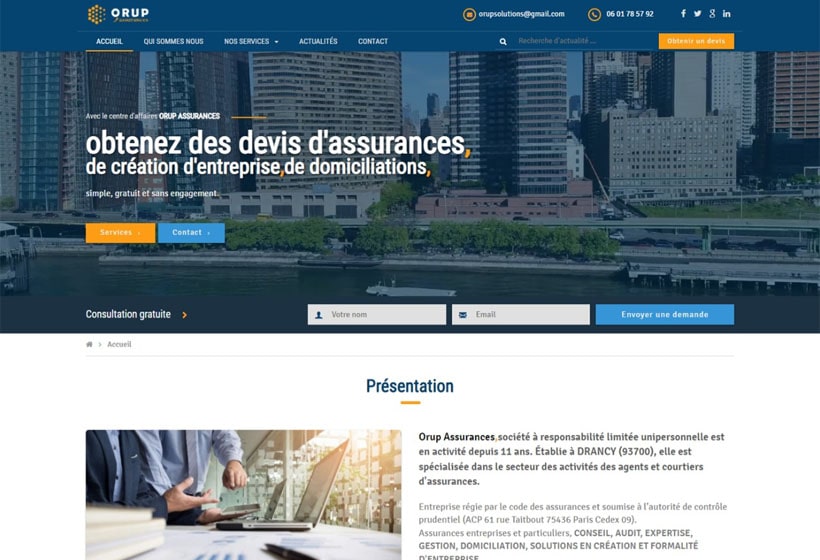 ORUP
ASSURANCES
orupsolutions@gmail.com
06 01 78 57 92
ACCUEIL
QUI SOMMES NOUS
NOS SERVICES
ACTUALITÉS
CONTACT
Recherche d'actualité ...
Obtenir un devis
Avec le centre d'affaires ORUP ASSURANCES
obtenez des devis d'assurances,
de création d'entreprise,de domiciliations,
simple, gratuit et sans engagement.
Services ›
Contact ›
Consultation gratuite
Votre nom
Email
Envoyer une demande
Accueil
Présentation
Orup Assurances,société à responsabilité limitée unipersonnelle est
en activité depuis 11 ans. Établie à DRANCY (93700), elle est
spécialisée dans le secteur des activités des agents et courtiers
d'assurances.
Entreprise régie par le code des assurances et soumise à l'autorité de contrôle
prudentiel (ACP 61 rue Taitbout 75436 Paris Cedex 09).
Assurances entreprises et particuliers, CONSEIL, AUDIT, EXPERTISE,
GESTION, DOMICILIATION, SOLUTIONS EN CRÉATION ET FORMALITÉ
D'ENTREPRISE